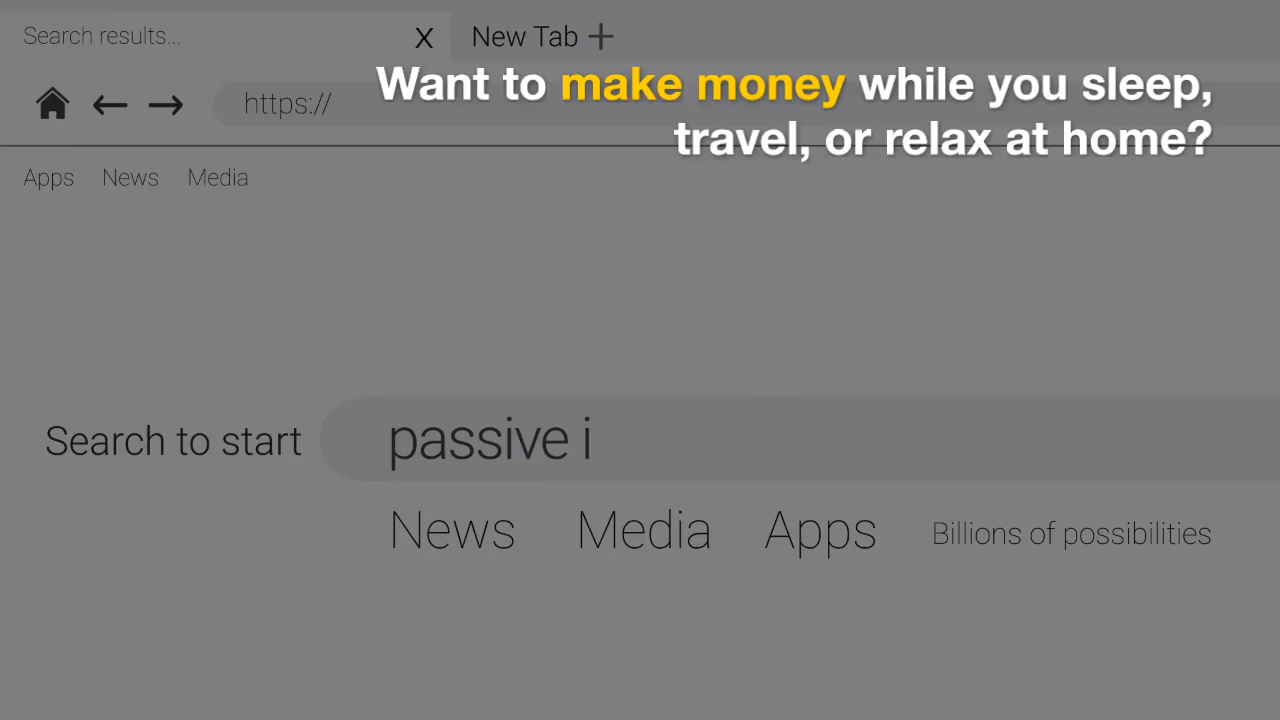 Search results... X New Tab +
Want to make money while you sleep,
https://
travel, or relax at home?
Apps News Media
Search to start passive i
News Media Apps Billions of possibilities